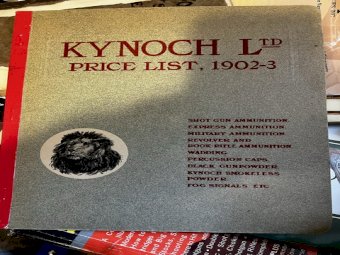 KYNOCH LTD
PRICE LIST, 1902-3
SHOT GUN AMMUNITION.
EXPRESS AMMUNITION.
MILITARY AMMUNITION.
REVOLVER AND
ROOK RIFLE AMMUNITION.
WADDING.
PERCUSSION CAPS.
BLACK GUNPOWDER.
KYNOCH SMOKELESS
POWDER.
FOG SIGNALS. ETC.